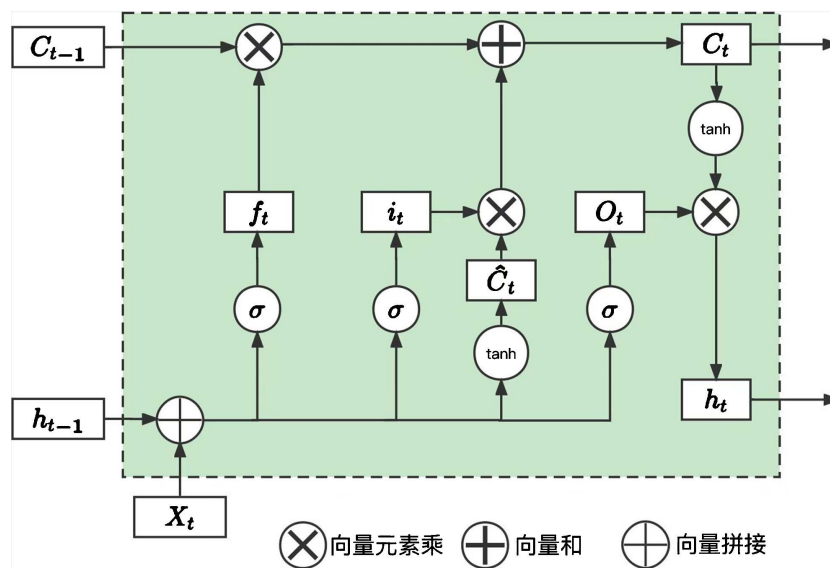 C_{t-1}
C_t
tanh
f_t
i_t
O_t
Ĉ_t
σ
σ
σ
tanh
h_{t-1}
h_t
X_t
向量元素乘
向量和
向量拼接